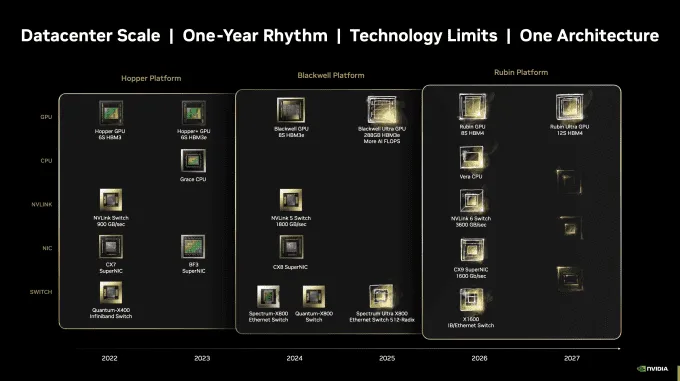 Datacenter Scale | One-Year Rhythm | Technology Limits | One Architecture
Hopper Platform
Blackwell Platform
Rubin Platform
GPU
Hopper GPU
6S HBM3
Hopper+ GPU
6S HBM3e
Blackwell GPU
8S HBM3e
Blackwell Ultra GPU
288GB HBM3e
More AI FLOPS
Rubin GPU
8S HBM4
Rubin Ultra GPU
12S HBM4
CPU
Grace CPU
Vera CPU
NVLINK
NVLink Switch
900 GB/sec
NVLink 5 Switch
1800 GB/sec
NVLink 6 Switch
3600 GB/sec
NIC
CX7
SuperNIC
BF3
SuperNIC
CX8 SuperNIC
CX9 SuperNIC
1600 Gb/sec
SWITCH
Quantum-X400
Infiniband Switch
Spectrum-X800
Ethernet Switch
Quantum-X800
Switch
Spectrum Ultra X800
Ethernet Switch 512-Radix
X1600
IB/Ethernet Switch
2022
2023
2024
2025
2026
2027
NVIDIA